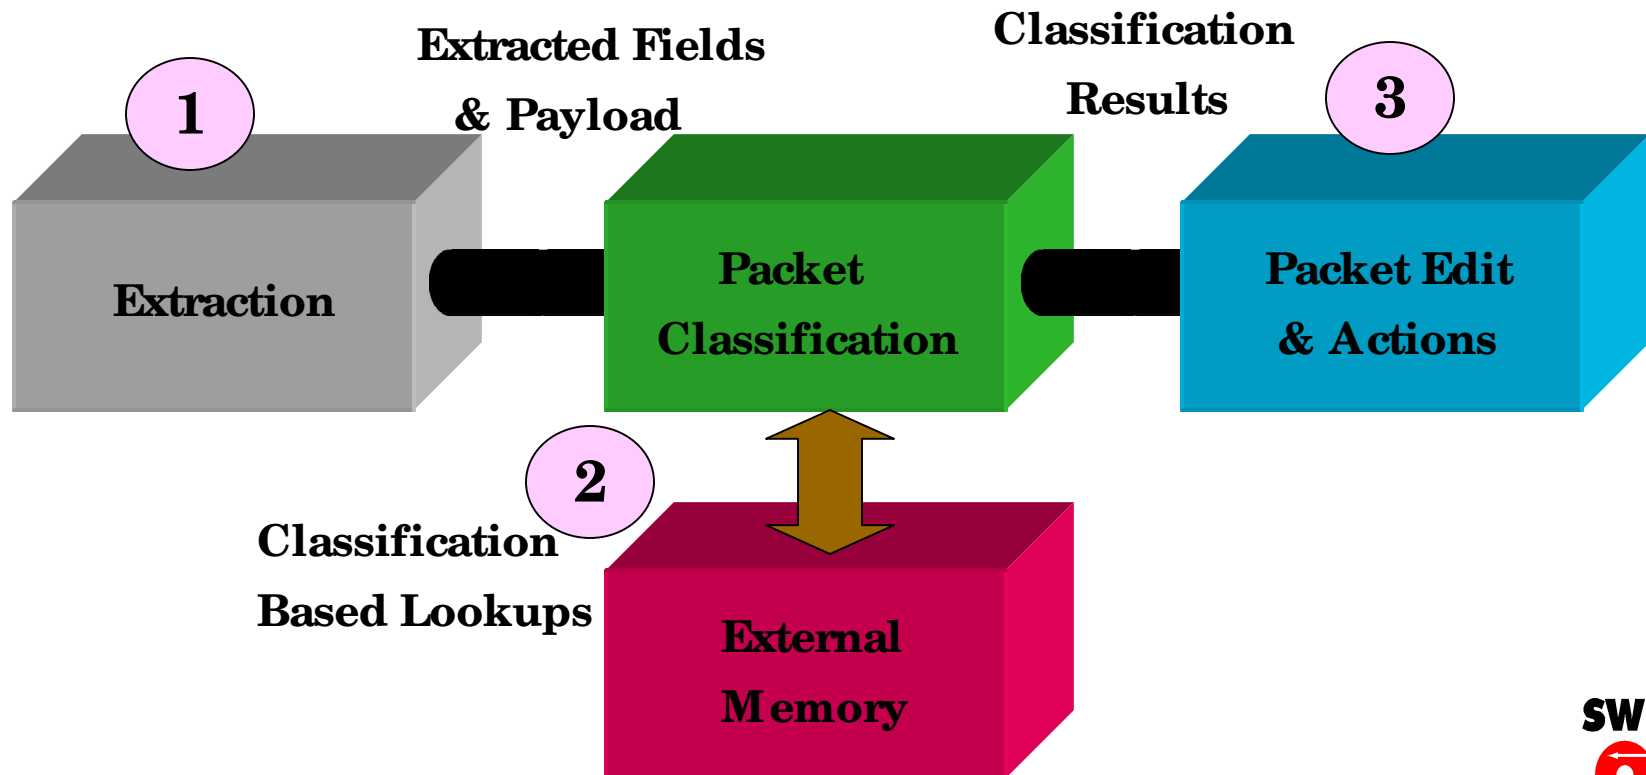 1
Extracted Fields
& Payload
Classification
Results
3
Extraction
Packet
Classification
Packet Edit
& Actions
2
Classification
Based Lookups
External
Memory
SW